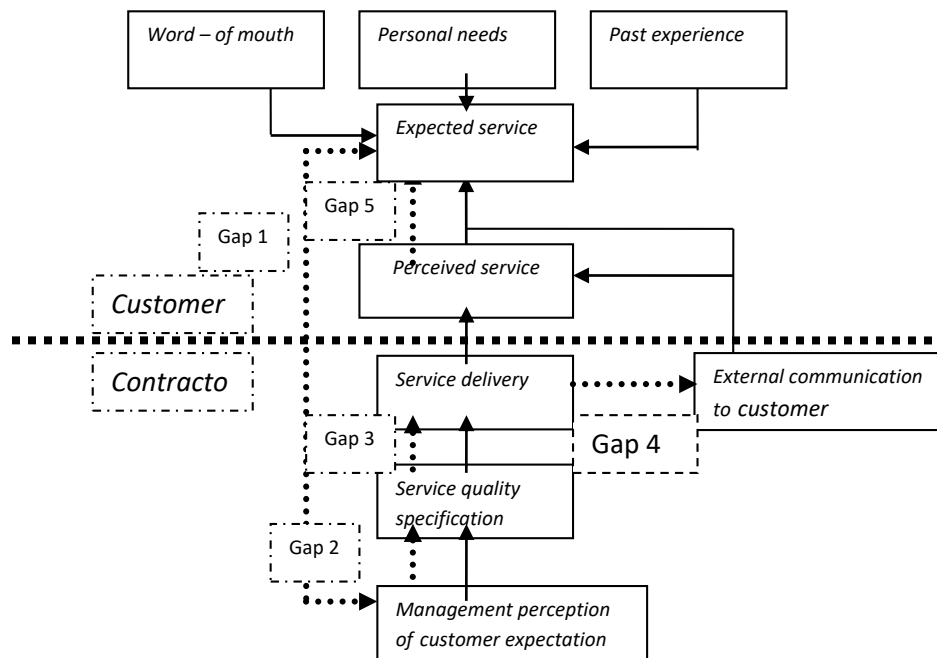 Word – of mouth
Personal needs
Past experience
Expected service
Gap 5
Gap 1
Perceived service
Customer
Contracto
Service delivery
External communication
to customer
Gap 3
Gap 4
Service quality
specification
Gap 2
Management perception
of customer expectation